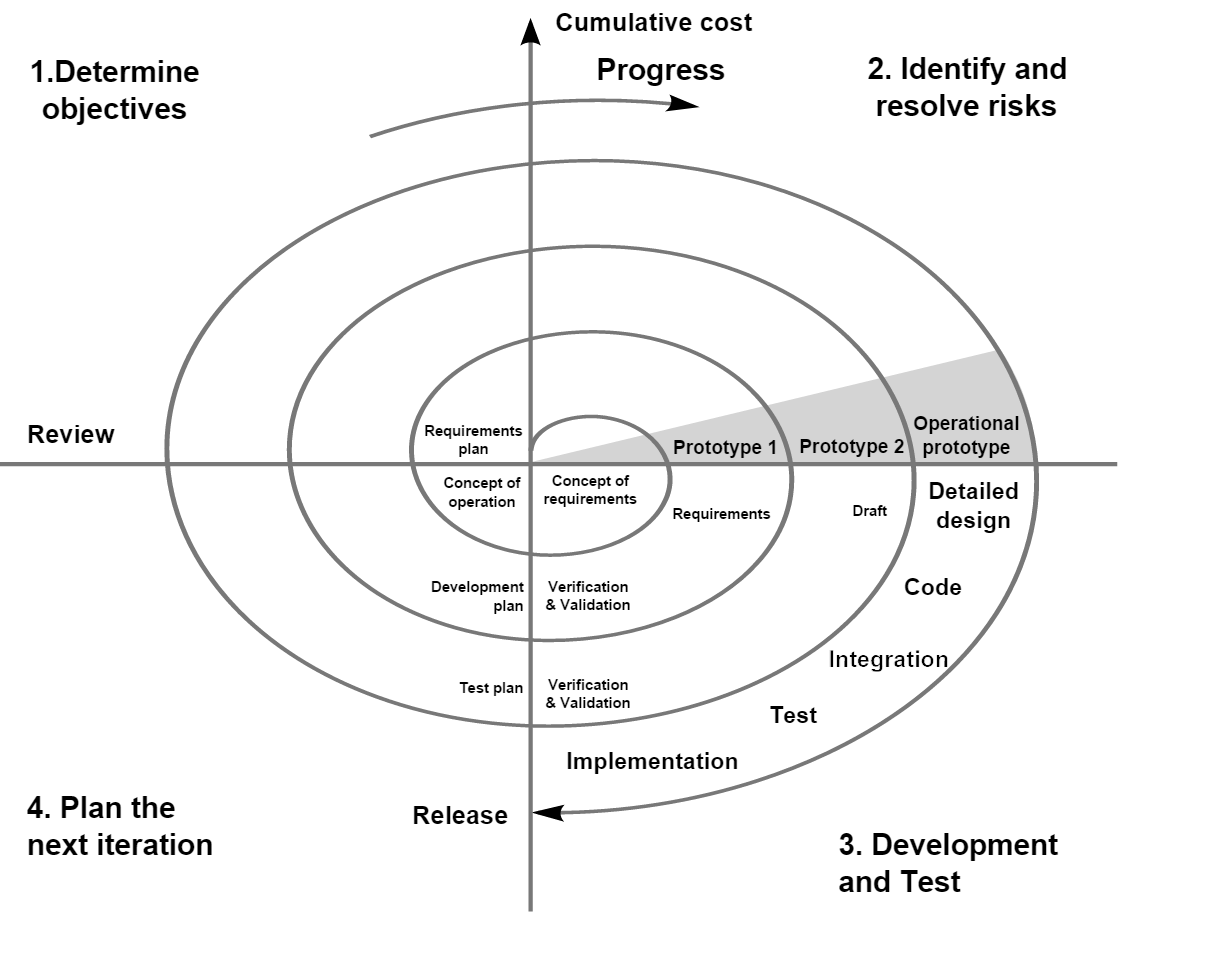 Cumulative cost
Progress
1.Determine
objectives
2. Identify and
resolve risks
Review
Requirements
plan
Prototype 1
Prototype 2
Operational
prototype
Concept of
operation
Concept of
requirements
Requirements
Draft
Detailed
design
Development
plan
Verification
& Validation
Code
Integration
Test plan
Verification
& Validation
Test
Implementation
Release
4. Plan the
next iteration
3. Development
and Test